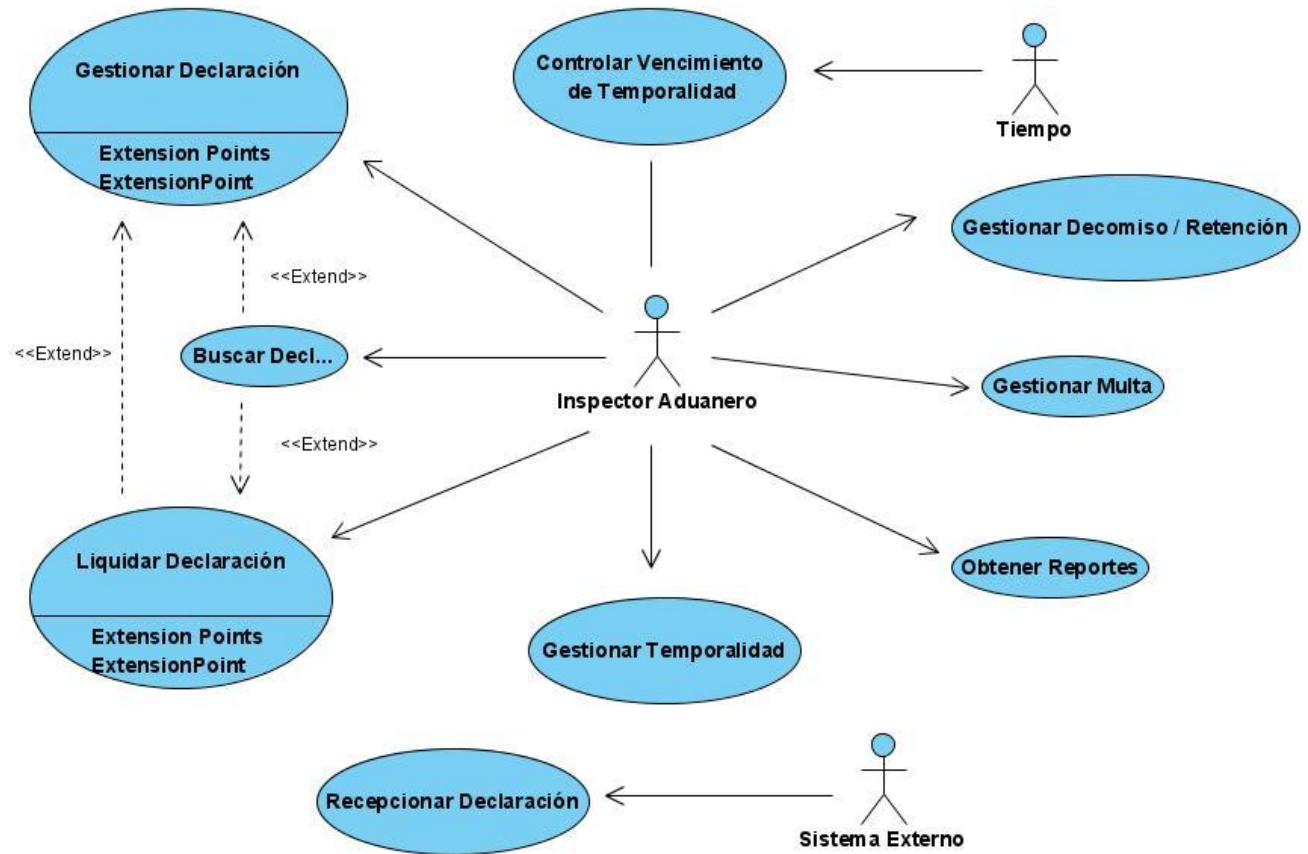 Gestionar Declaración
Extension Points
ExtensionPoint
Controlar Vencimiento
de Temporalidad
Tiempo
Gestionar Decomiso / Retención
<<Extend>>
<<Extend>>
Buscar Decl...
Inspector Aduanero
Gestionar Multa
<<Extend>>
Liquidar Declaración
Extension Points
ExtensionPoint
Obtener Reportes
Gestionar Temporalidad
Recepcionar Declaración
Sistema Externo